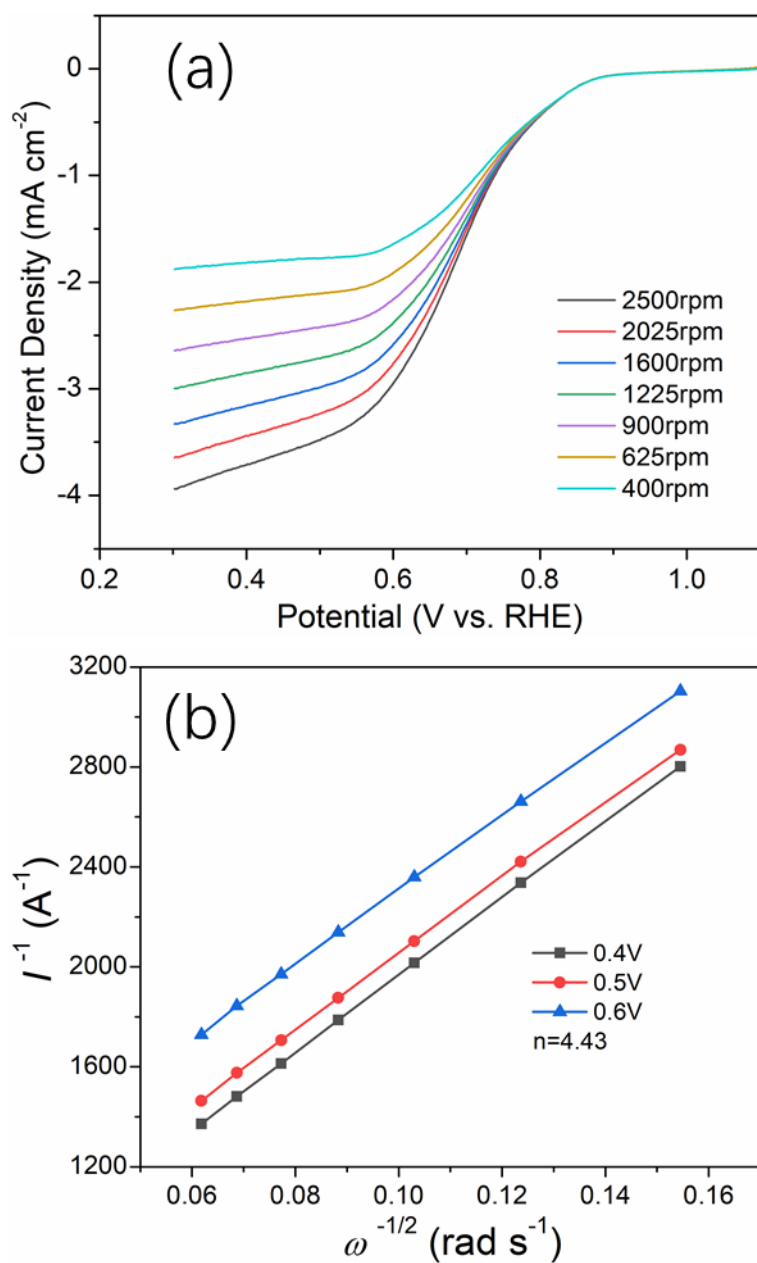 (a)
0
-1
-2
-3
-4
Current Density (mA cm⁻²)
2500rpm
2025rpm
1600rpm
1225rpm
900rpm
625rpm
400rpm
0.2 0.4 0.6 0.8 1.0
Potential (V vs. RHE)
(b)
3200
2800
2400
2000
1600
1200
I⁻¹ (A⁻¹)
0.4V
0.5V
0.6V
n=4.43
0.06 0.08 0.10 0.12 0.14 0.16
ω⁻¹/² (rad s⁻¹)